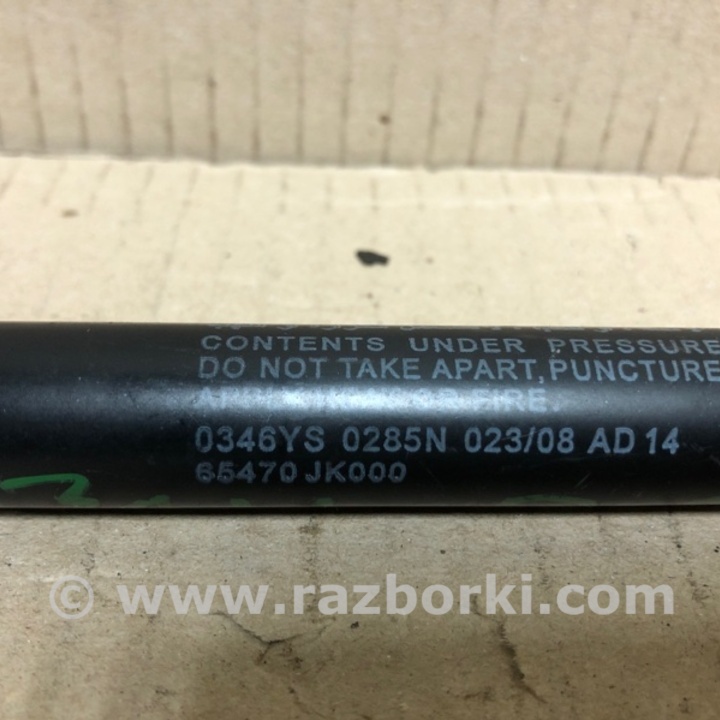 CONTENTS UNDER PRESSURE
DO NOT TAKE APART, PUNCTURE
FIRE.
0346YS 0285N 023/08 AD 14
65470 JK000
© www.razborki.com